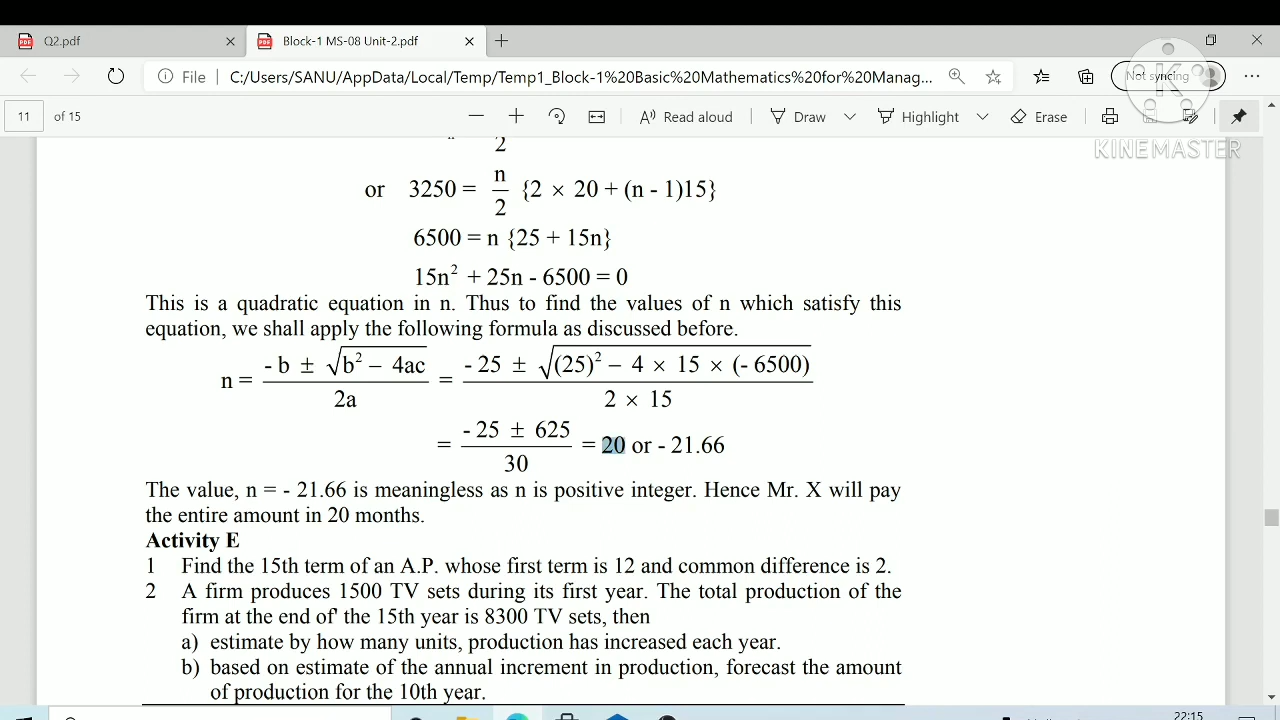 Q2.pdf
Block-1 MS-08 Unit-2.pdf
File | C:/Users/SANU/AppData/Local/Temp/Temp1_Block-1%20Basic%20Mathematics%20for%20Manag...
Not syncing
11 of 15
Read aloud
Draw
Highlight
Erase
KINEMASTER
2
or 3250 = n/2 {2 × 20 + (n - 1)15}
6500 = n {25 + 15n}
15n² + 25n - 6500 = 0
This is a quadratic equation in n. Thus to find the values of n which satisfy this
equation, we shall apply the following formula as discussed before.
n = (- b ± √(b² – 4ac))/2a = (- 25 ± √((25)² – 4 × 15 × (- 6500)))/(2 × 15)
= (- 25 ± 625)/30 = 20 or - 21.66
The value, n = - 21.66 is meaningless as n is positive integer. Hence Mr. X will pay
the entire amount in 20 months.
Activity E
1 Find the 15th term of an A.P. whose first term is 12 and common difference is 2.
2 A firm produces 1500 TV sets during its first year. The total production of the
firm at the end of' the 15th year is 8300 TV sets, then
a) estimate by how many units, production has increased each year.
b) based on estimate of the annual increment in production, forecast the amount
of production for the 10th year.
22:15